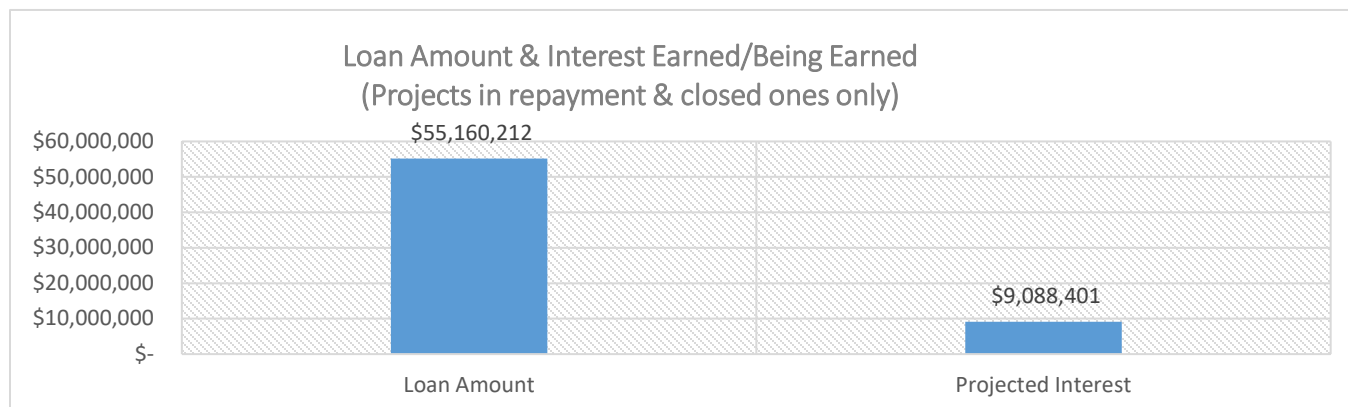 Loan Amount & Interest Earned/Being Earned
(Projects in repayment & closed ones only)
$60,000,000
$50,000,000
$40,000,000
$30,000,000
$20,000,000
$10,000,000
$-
$55,160,212
$9,088,401
Loan Amount
Projected Interest